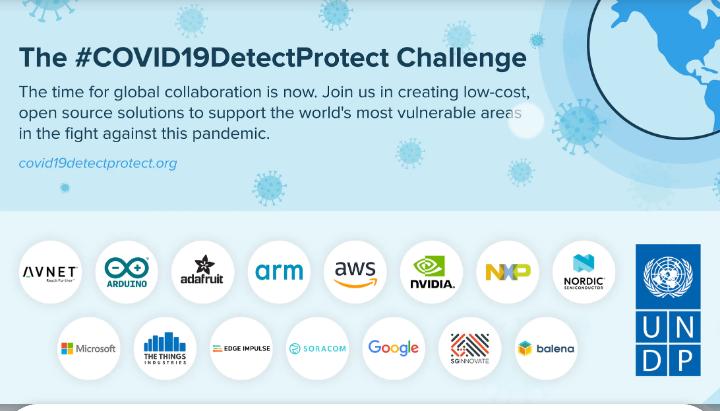 The #COVID19DetectProtect Challenge
The time for global collaboration is now. Join us in creating low-cost,
open source solutions to support the world's most vulnerable areas
in the fight against this pandemic.
covid19detectprotect.org
AVNET
Reach Further
ARDUINO
adafruit
arm
aws
NVIDIA.
NXP
NORDIC
SEMICONDUCTOR
Microsoft
THE THINGS
INDUSTRIES
EDGE IMPULSE
SORACOM
Google
SGINNOVATE
balena
U N
D P